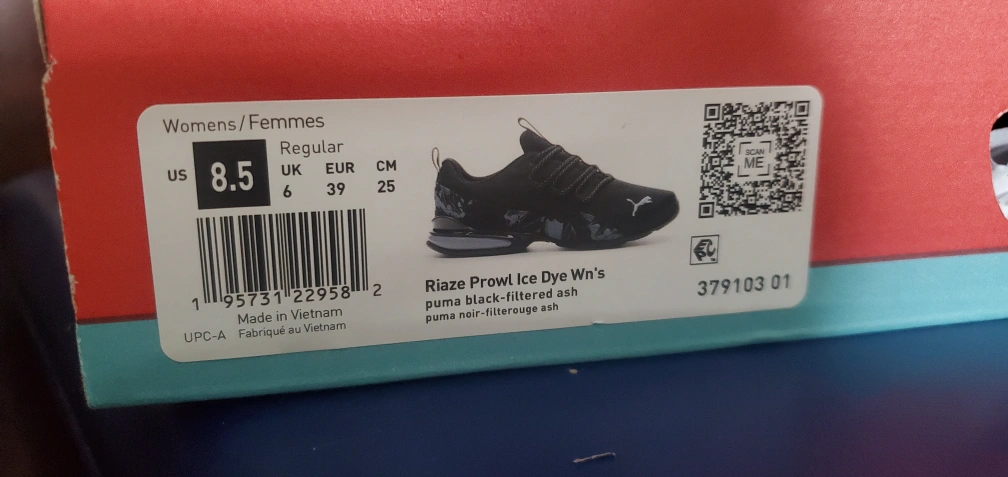 Womens/Femmes
Regular
US 8.5 UK EUR CM
6 39 25
1 95731 22958 2
Made in Vietnam
UPC-A Fabriqué au Vietnam
Riaze Prowl Ice Dye Wn's
puma black-filtered ash
puma noir-filterouge ash
SCAN
ME
379103 01